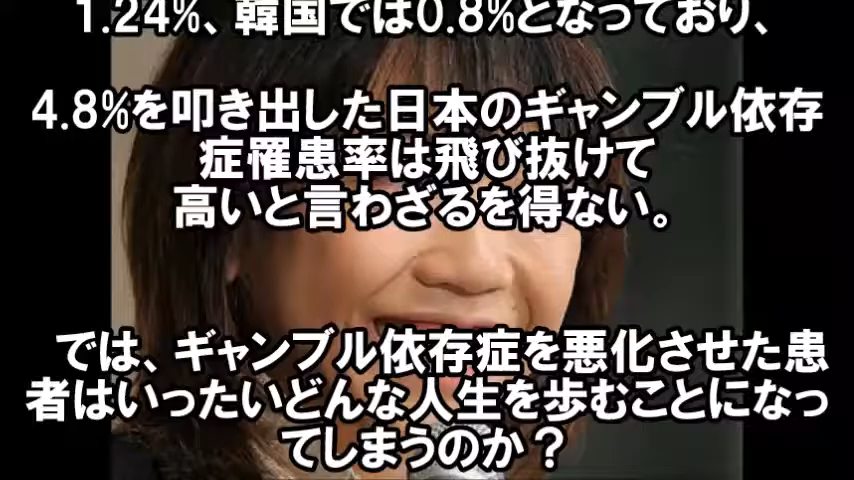 1.24%、韓国では0.8%となっており、
4.8%を叩き出した日本のギャンブル依存
症罹患率は飛び抜けて
高いと言わざるを得ない。
では、ギャンブル依存症を悪化させた患
者はいったいどんな人生を歩むことになっ
てしまうのか？